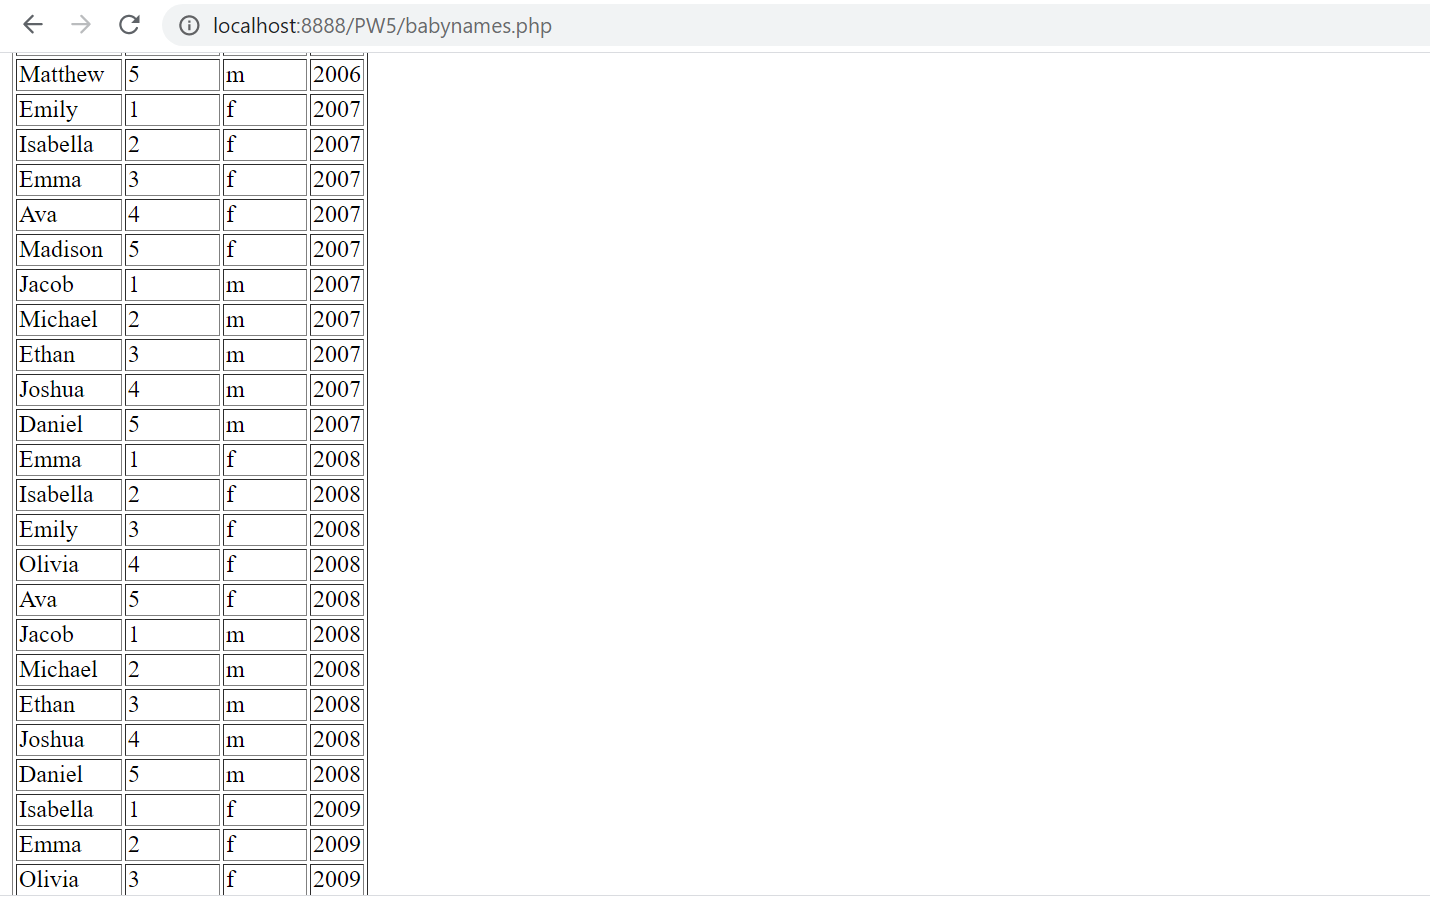 localhost:8888/PW5/babynames.php
Matthew 5 m 2006
Emily 1 f 2007
Isabella 2 f 2007
Emma 3 f 2007
Ava 4 f 2007
Madison 5 f 2007
Jacob 1 m 2007
Michael 2 m 2007
Ethan 3 m 2007
Joshua 4 m 2007
Daniel 5 m 2007
Emma 1 f 2008
Isabella 2 f 2008
Emily 3 f 2008
Olivia 4 f 2008
Ava 5 f 2008
Jacob 1 m 2008
Michael 2 m 2008
Ethan 3 m 2008
Joshua 4 m 2008
Daniel 5 m 2008
Isabella 1 f 2009
Emma 2 f 2009
Olivia 3 f 2009